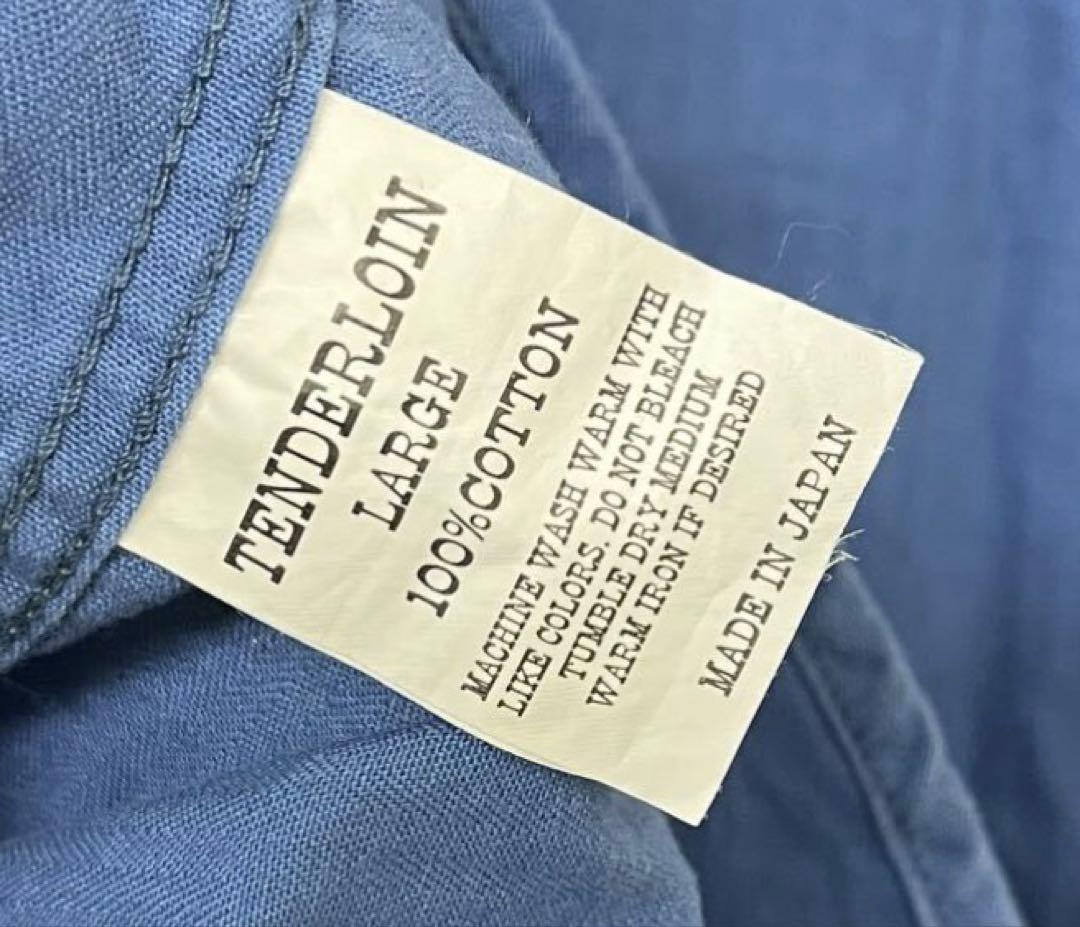 TENDERLOIN
LARGE
100%COTTON
MACHINE WASH WARM WITH
LIKE COLORS. DO NOT BLEACH
TUMBLE DRY MEDIUM
WARM IRON IF DESIRED
MADE IN JAPAN